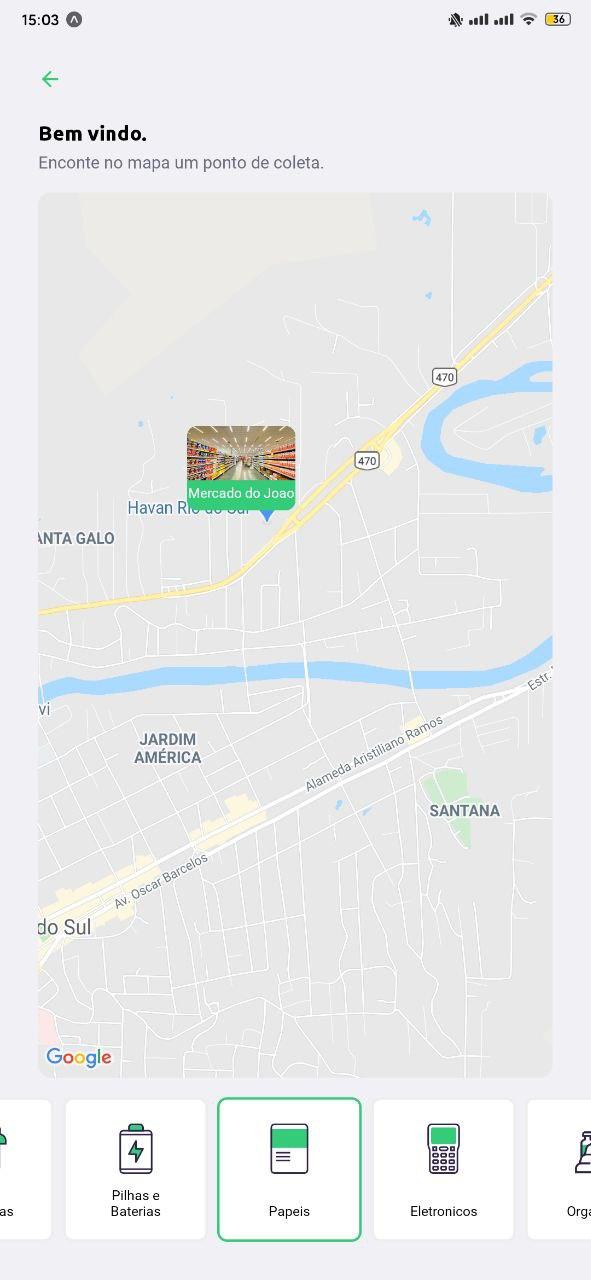 15:03
36
Bem vindo.
Enconte no mapa um ponto de coleta.
470
470
Mercado do Joao
Havan Rio do Sul
ANTA GALO
Estr.
vi
JARDIM
AMÉRICA
Alameda Aristiliano Ramos
SANTANA
Av. Oscar Barcelos
do Sul
Google
as
Pilhas e
Baterias
Papeis
Eletronicos
Orga